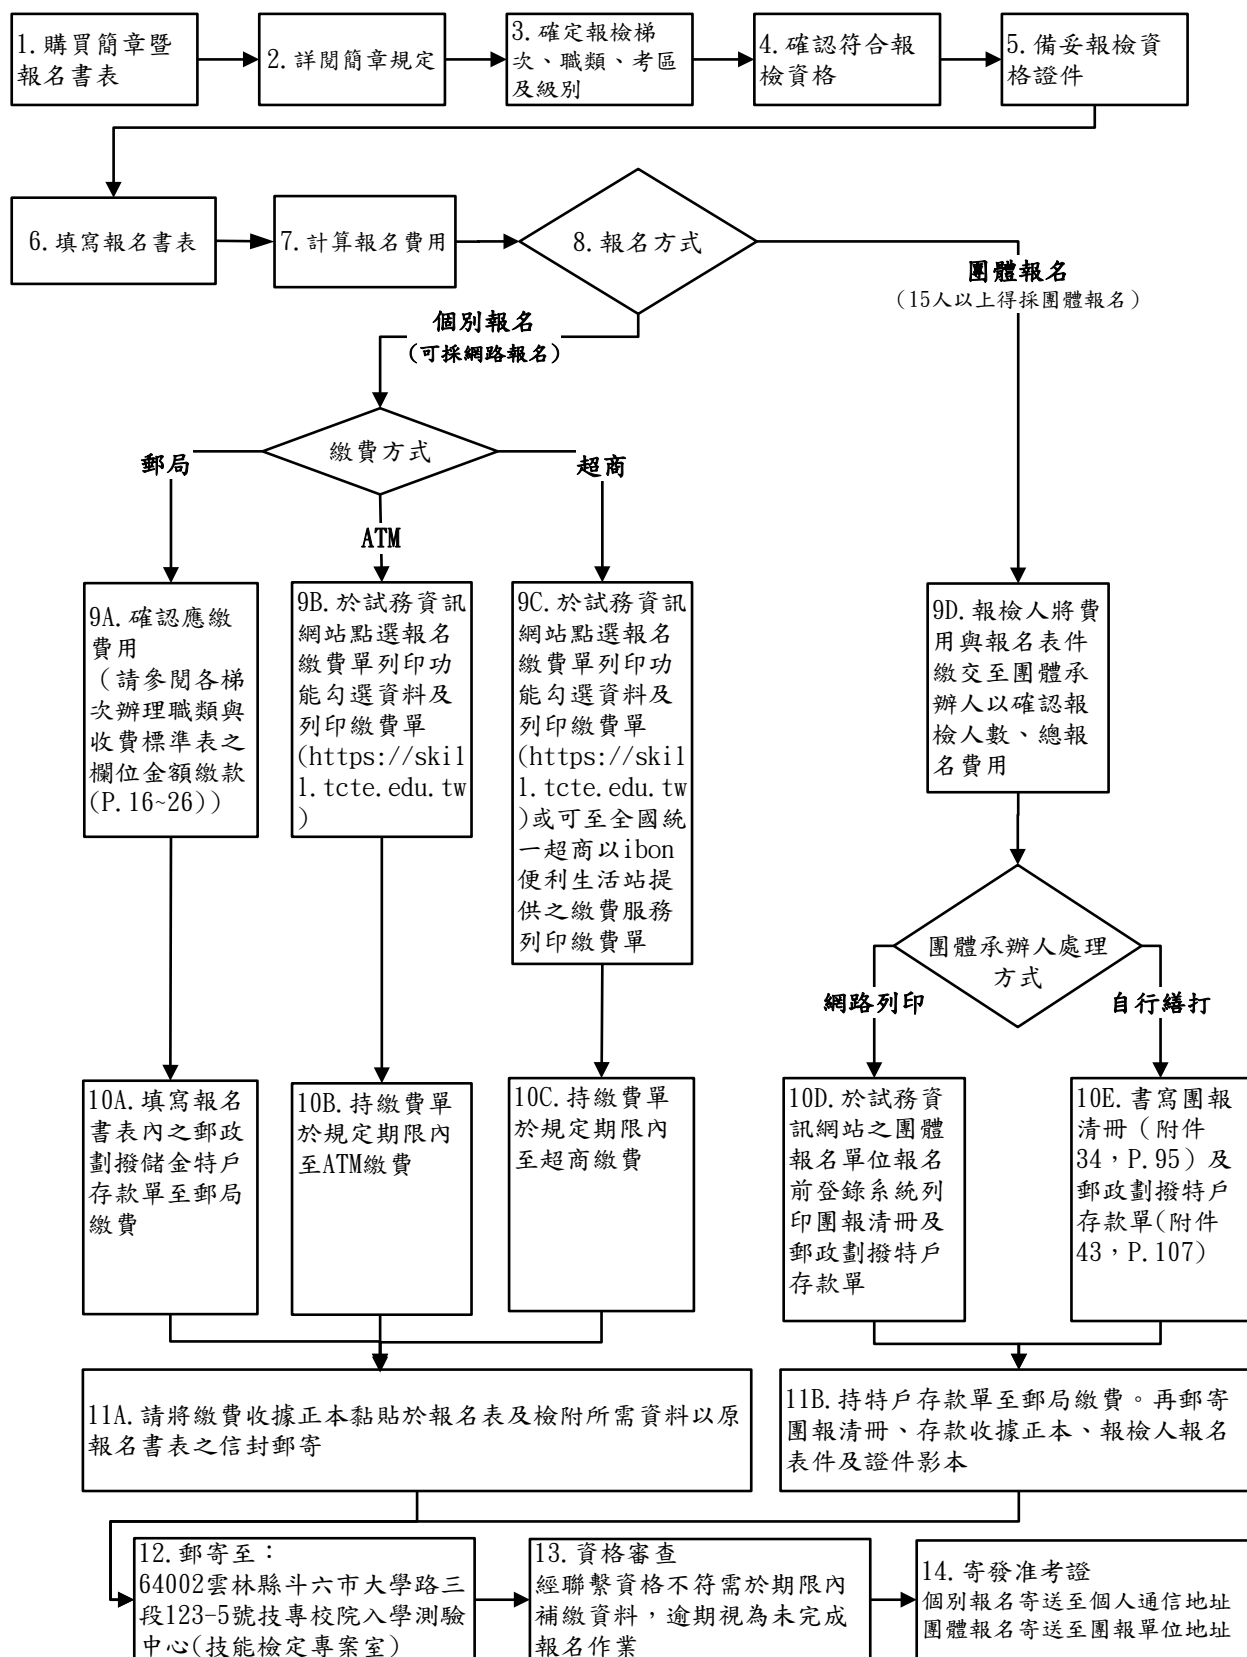 1.購買簡章暨
報名書表
2.詳閱簡章規定
3.確定報檢梯
次、職類、考區
及級別
4.確認符合報
檢資格
5.備妥報檢資
格證件
6.填寫報名書表
7.計算報名費用
8.報名方式
團體報名
（15人以上得採團體報名）
個別報名
(可採網路報名)
繳費方式
郵局
ATM
超商
9A.確認應繳
費用
（請參閱各梯
次辦理職類與
收費標準表之
欄位金額繳款
(P.16~26))
9B.於試務資訊
網站點選報名
繳費單列印功
能勾選資料及
列印繳費單
(https://skil
l.tcte.edu.tw
)
9C.於試務資訊
網站點選報名
繳費單列印功
能勾選資料及
列印繳費單
(https://skil
l.tcte.edu.tw
)或可至全國統
一超商以ibon
便利生活站提
供之繳費服務
列印繳費單
9D.報檢人將費
用與報名表件
繳交至團體承
辦人以確認報
檢人數、總報
名費用
團體承辦人處理
方式
網路列印
自行繕打
10A.填寫報名
書表內之郵政
劃撥儲金特戶
存款單至郵局
繳費
10B.持繳費單
於規定期限內
至ATM繳費
10C.持繳費單
於規定期限內
至超商繳費
10D.於試務資
訊網站之團體
報名單位報名
前登錄系統列
印團報清冊及
郵政劃撥特戶
存款單
10E.書寫團報
清冊（附件
34，P.95）及
郵政劃撥特戶
存款單(附件
43，P.107)
11A.請將繳費收據正本黏貼於報名表及檢附所需資料以原
報名書表之信封郵寄
11B.持特戶存款單至郵局繳費。再郵寄
團報清冊、存款收據正本、報檢人報名
表件及證件影本
12.郵寄至：
64002雲林縣斗六市大學路三
段123-5號技專校院入學測驗
中心(技能檢定專案室)
13.資格審查
經聯繫資格不符需於期限內
補繳資料，逾期視為未完成
報名作業
14.寄發准考證
個別報名寄送至個人通信地址
團體報名寄送至團報單位地址